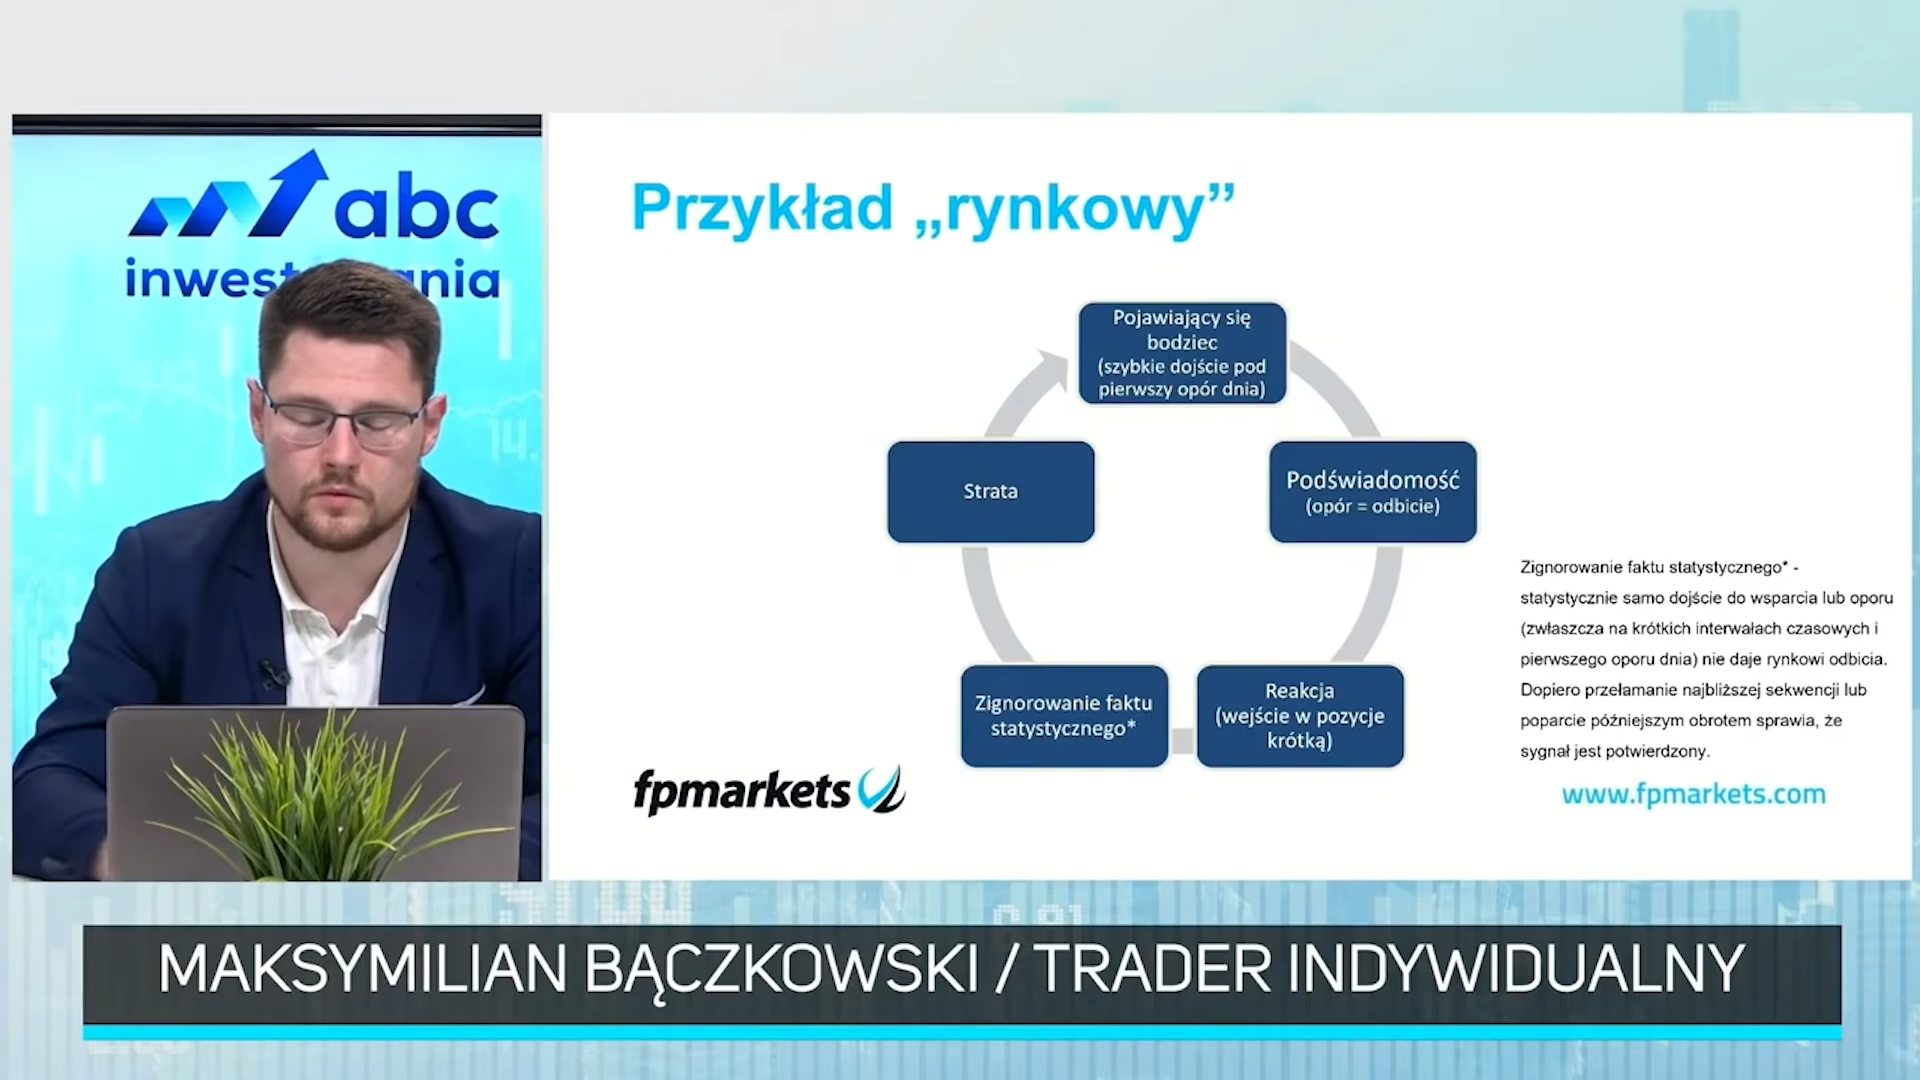 abc
Przykład „rynkowy”
Pojawiający się
bodziec
(szybkie dojście pod
pierwszy opór dnia)
Strata
Podświadomość
(opór = odbicie)
Zignorowanie faktu
statystycznego*
Reakcja
(wejście w pozycje
krótką)
Zignorowanie faktu statystycznego* -
statystycznie samo dojście do wsparcia lub oporu
(zwłaszcza na krótkich interwałach czasowych i
pierwszego oporu dnia) nie daje rynkowi odbicia.
Dopiero przełamanie najbliższej sekwencji lub
poparcie późniejszym obrotem sprawia, że
sygnał jest potwierdzony.
fpmarkets
www.fpmarkets.com
MAKSYMILIAN BĄCZKOWSKI / TRADER INDYWIDUALNY